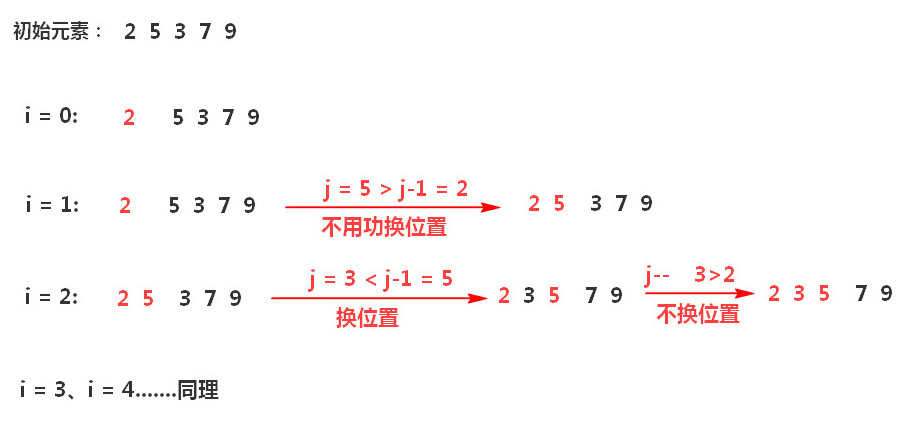 初始元素： 2 5 3 7 9
i = 0: 2 5 3 7 9
j = 5 > j-1 = 2
i = 1: 2 5 3 7 9 2 5 3 7 9
不用功换位置
j = 3 < j-1 = 5 j-- 3>2
i = 2: 2 5 3 7 9 2 3 5 7 9 2 3 5 7 9
换位置 不换位置
i = 3、i = 4.......同理